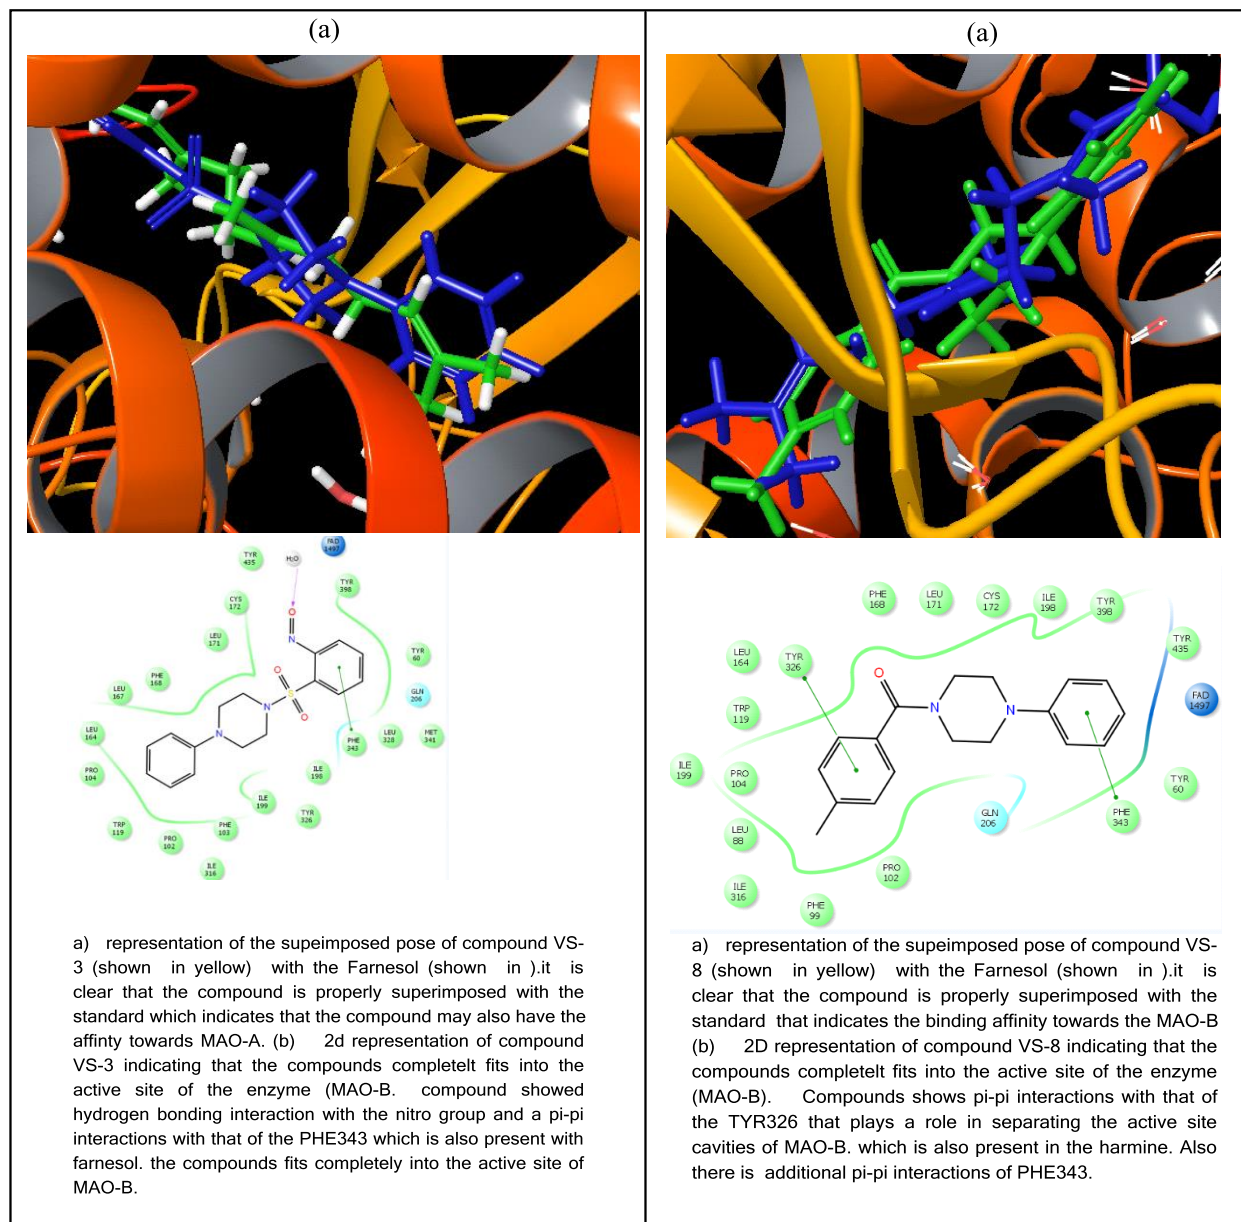 (a)
FAD
1497
TYR
435
H₂O
TYR
398
CYS
172
O
N
LEU
171
TYR
60
PHE
168
O
GLN
206
LEU
167
N
S
O
LEU
164
N
PHE
343
LEU
328
MET
341
PRO
104
ILE
198
ILE
199
TYR
326
TRP
119
PHE
103
PRO
102
ILE
316
a) representation of the supeimposed pose of compound VS-
3 (shown in yellow) with the Farnesol (shown in ).it is
clear that the compound is properly superimposed with the
standard which indicates that the compound may also have the
affinty towards MAO-A. (b) 2d representation of compound
VS-3 indicating that the compounds completelt fits into the
active site of the enzyme (MAO-B. compound showed
hydrogen bonding interaction with the nitro group and a pi-pi
interactions with that of the PHE343 which is also present with
farnesol. the compounds fits completely into the active site of
MAO-B.
(a)
PHE
168
LEU
171
CYS
172
ILE
198
TYR
398
TYR
435
LEU
164
TYR
326
O
FAD
1497
TRP
119
N
N
ILE
199
PRO
104
TYR
60
GLN
206
PHE
343
LEU
88
PRO
102
ILE
316
PHE
99
a) representation of the supeimposed pose of compound VS-
8 (shown in yellow) with the Farnesol (shown in ).it is
clear that the compound is properly superimposed with the
standard that indicates the binding affinity towards the MAO-B
(b) 2D representation of compound VS-8 indicating that the
compounds completelt fits into the active site of the enzyme
(MAO-B). Compounds shows pi-pi interactions with that of
the TYR326 that plays a role in separating the active site
cavities of MAO-B. which is also present in the harmine. Also
there is additional pi-pi interactions of PHE343.